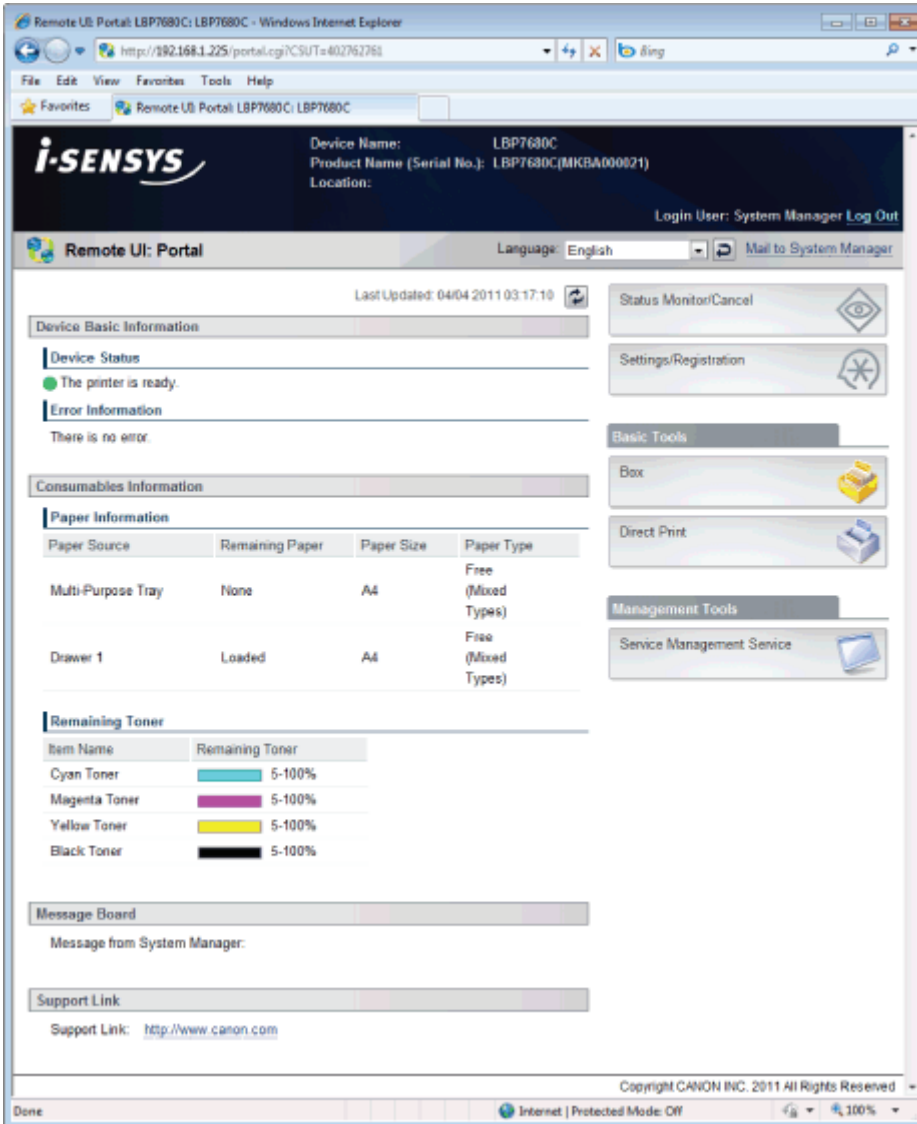 Remote UI: Portal: LBP7680C: LBP7680C - Windows Internet Explorer
http://192.168.1.225/portal.cgi?CSUT=402762761
Bing
File Edit View Favorites Tools Help
Favorites Remote UI: Portal: LBP7680C: LBP7680C
i-SENSYS
Device Name: LBP7680C
Product Name (Serial No.): LBP7680C(MKBA000021)
Location:
Login User: System Manager Log Out
Remote UI: Portal Language: English Mail to System Manager
Last Updated: 04/04 2011 03:17:10
Device Basic Information
Device Status
The printer is ready.
Error Information
There is no error.
Consumables Information
Paper Information
Paper Source Remaining Paper Paper Size Paper Type
Multi-Purpose Tray None A4 Free
(Mixed
Types)
Drawer 1 Loaded A4 Free
(Mixed
Types)
Remaining Toner
Item Name Remaining Toner
Cyan Toner 5-100%
Magenta Toner 5-100%
Yellow Toner 5-100%
Black Toner 5-100%
Message Board
Message from System Manager:
Support Link
Support Link: http://www.canon.com
Status Monitor/Cancel
Settings/Registration
Basic Tools
Box
Direct Print
Management Tools
Service Management Service
Copyright CANON INC. 2011 All Rights Reserved
Done Internet | Protected Mode: Off 100%